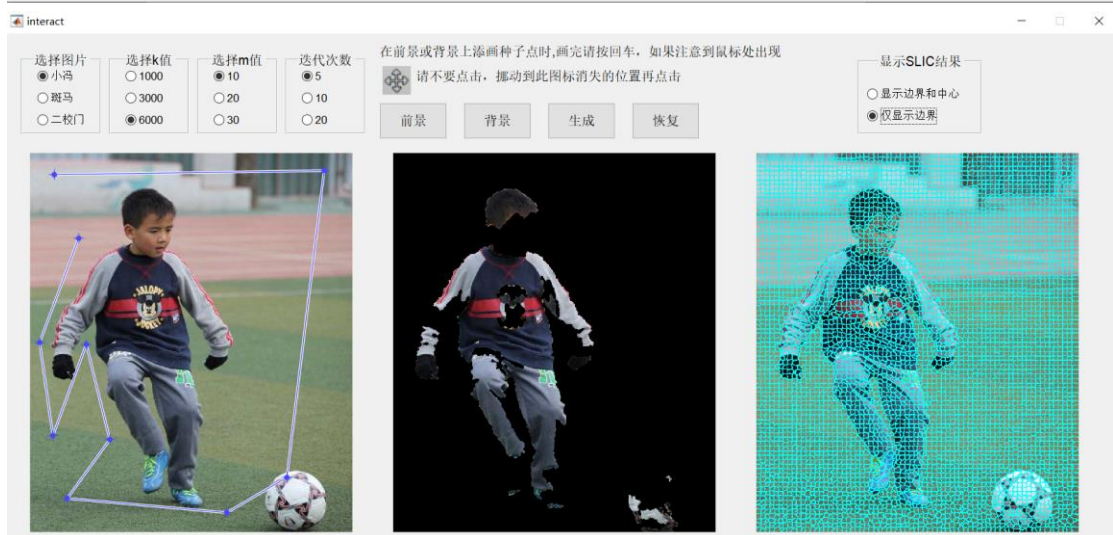 interact
选择图片
小冯
斑马
二校门
选择k值
1000
3000
6000
选择m值
10
20
30
迭代次数
5
10
20
在前景或背景上添画种子点时,画完请按回车，如果注意到鼠标处出现
请不要点击，挪动到此图标消失的位置再点击
前景
背景
生成
恢复
显示SLIC结果
显示边界和中心
仅显示边界
JALOPY